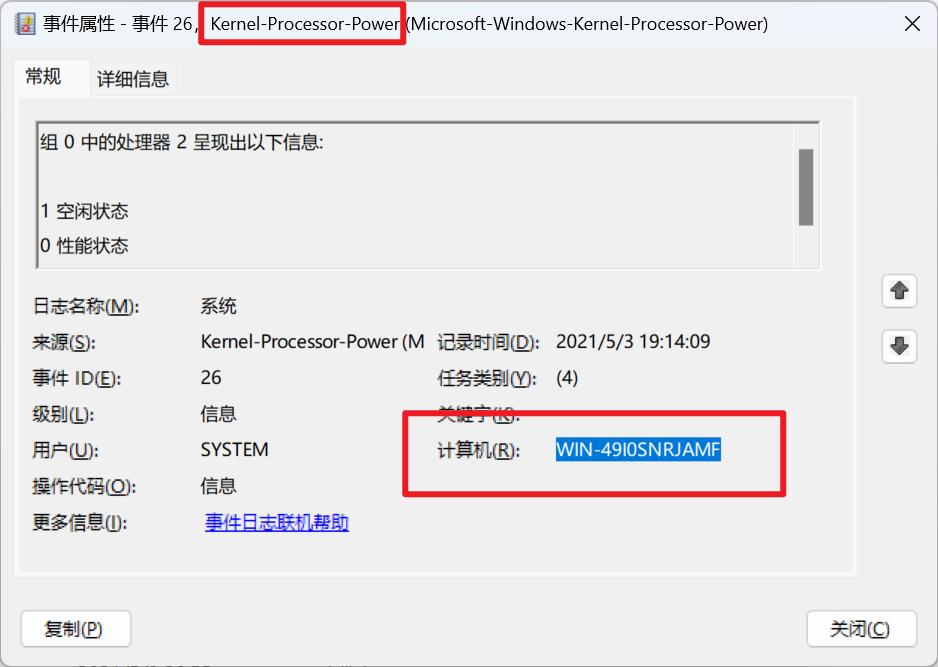 事件属性 - 事件 26, Kernel-Processor-Power (Microsoft-Windows-Kernel-Processor-Power)
常规 详细信息
组 0 中的处理器 2 呈现出以下信息:
1 空闲状态
0 性能状态
日志名称(M): 系统
来源(S): Kernel-Processor-Power (M 记录时间(D): 2021/5/3 19:14:09
事件 ID(E): 26 任务类别(Y): (4)
级别(L): 信息 关键字(K):
用户(U): SYSTEM 计算机(R): WIN-49I0SNRJAMF
操作代码(O): 信息
更多信息(I): 事件日志联机帮助
复制(P) 关闭(C)